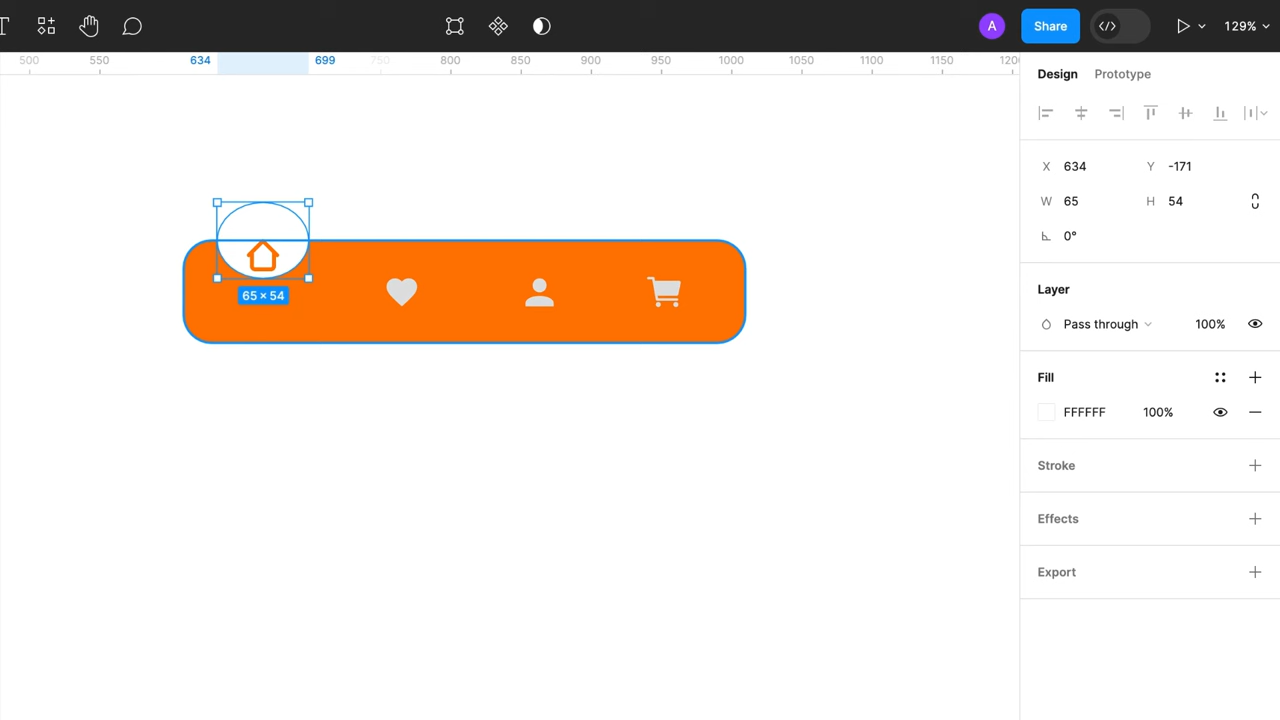 T
A
Share
129%
500 550 634 699 750 800 850 900 950 1000 1050 1100 1150
Design Prototype
X 634 Y -171
W 65 H 54
0°
65 × 54
Layer
Pass through 100%
Fill
FFFFFF 100%
Stroke
Effects
Export